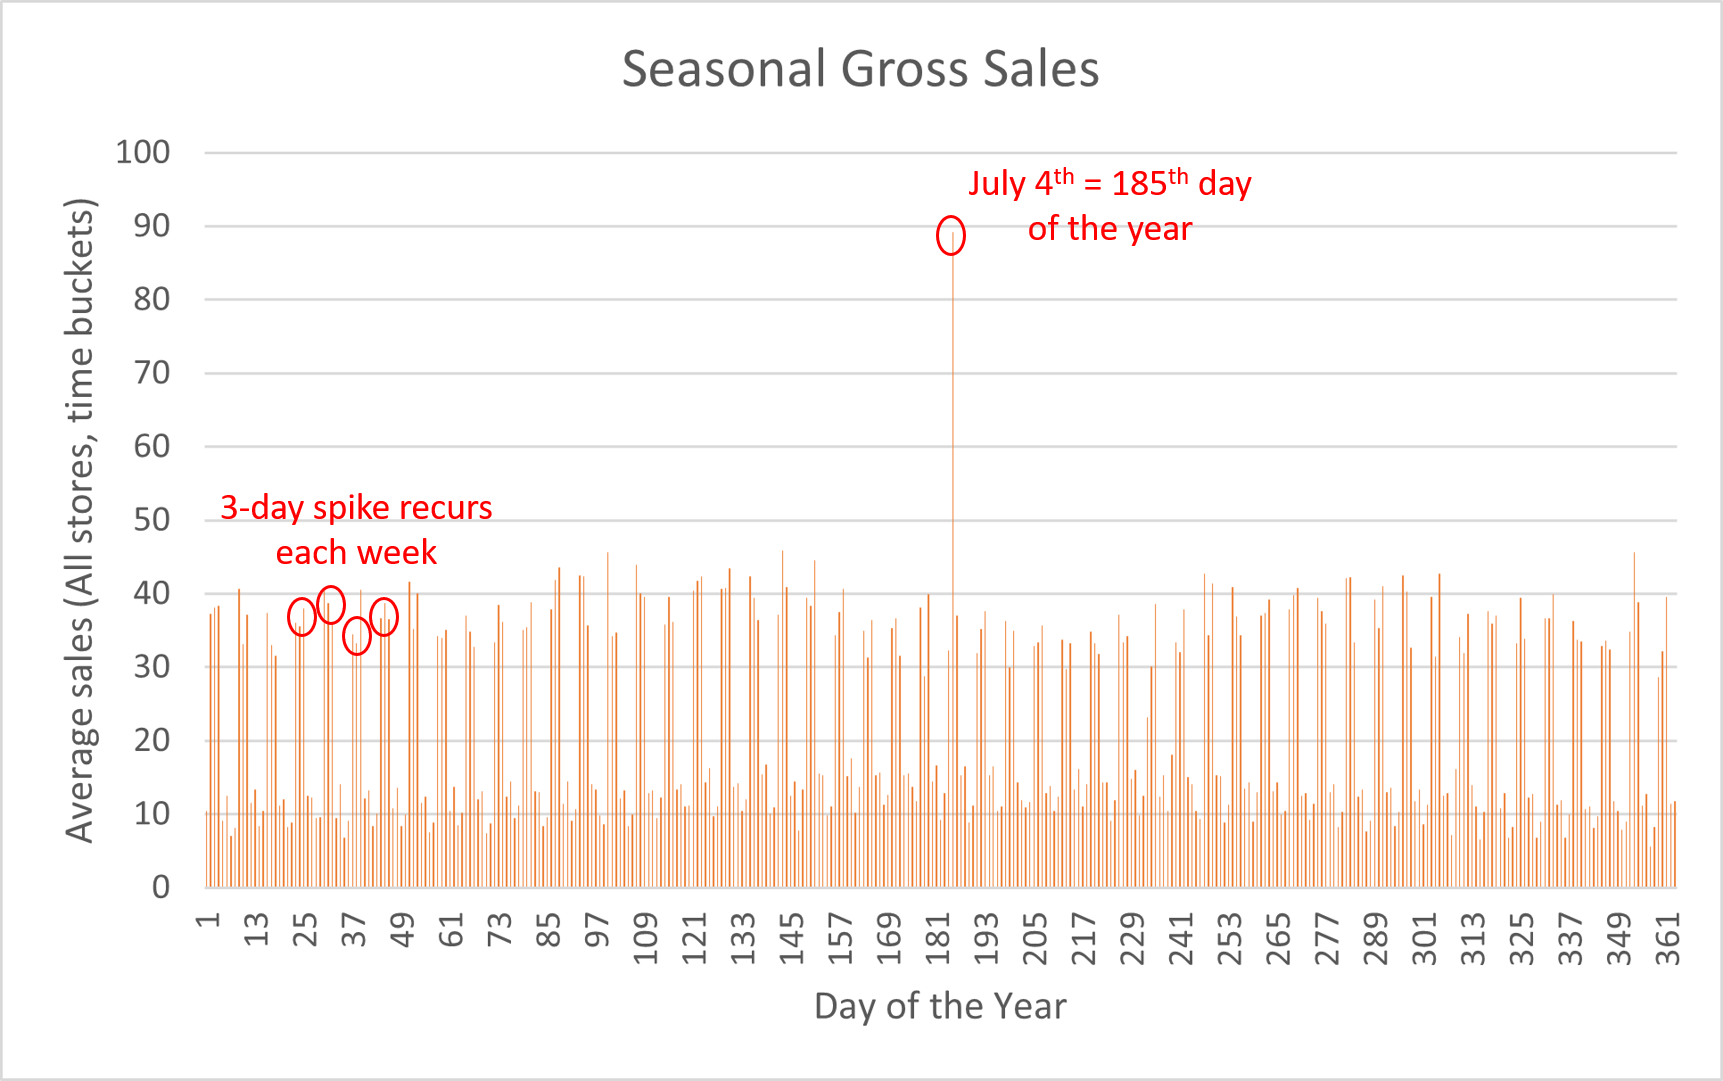 Seasonal Gross Sales
Average sales (All stores, time buckets)
100
90
80
70
60
50
40
30
20
10
0
July 4th = 185th day
of the year
3-day spike recurs
each week
1 13 25 37 49 61 73 85 97 109 121 133 145 157 169 181 193 205 217 229 241 253 265 277 289 301 313 325 337 349 361
Day of the Year